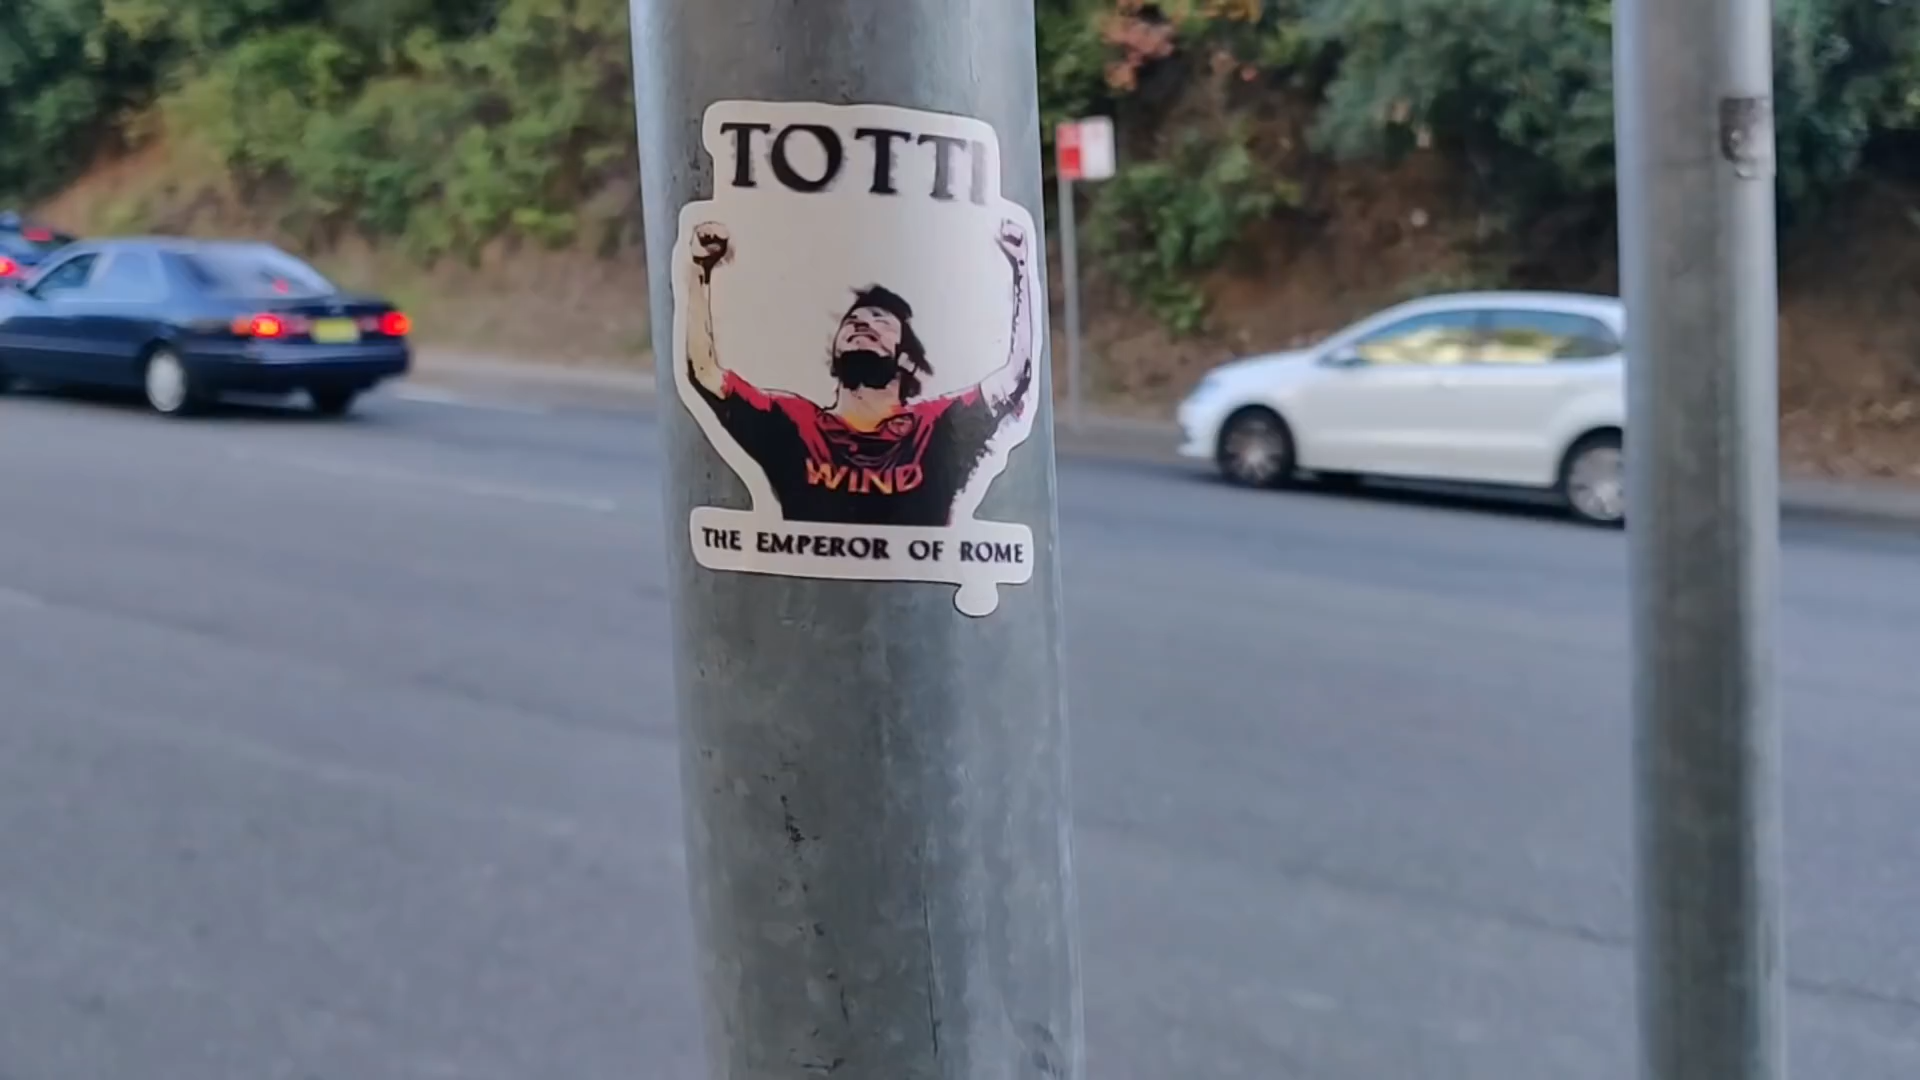 TOTTI
WIND
THE EMPEROR OF ROME